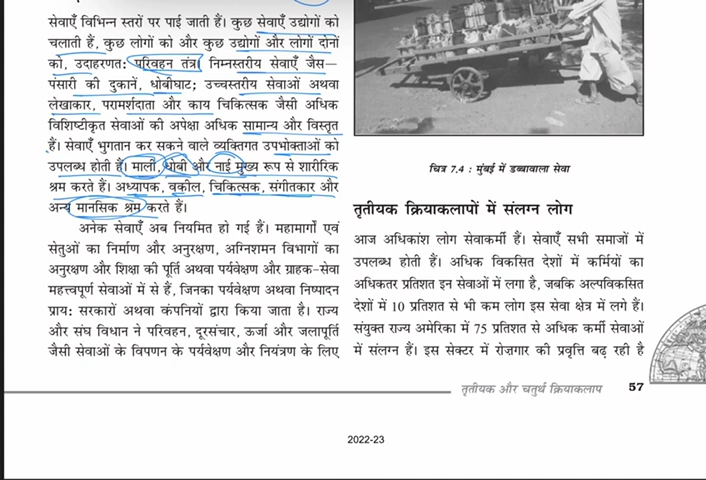 सेवाएँ विभिन्न स्तरों पर पाई जाती हैं। कुछ सेवाएँ उद्योगों को
चलाती हैं, कुछ लोगों को और कुछ उद्योगों और लोगों दोनों
को, उदाहरणत: परिवहन तंत्र। निम्नस्तरीय सेवाएँ जैसे—
पंसारी की दुकानें, धोबीघाट; उच्चस्तरीय सेवाओं अथवा
लेखाकार, परामर्शदाता और काय चिकित्सक जैसी अधिक
विशिष्टीकृत सेवाओं की अपेक्षा अधिक सामान्य और विस्तृत
हैं। सेवाएँ भुगतान कर सकने वाले व्यक्तिगत उपभोक्ताओं को
उपलब्ध होती हैं। माली, धोबी और नाई मुख्य रूप से शारीरिक
श्रम करते हैं। अध्यापक, वकील, चिकित्सक, संगीतकार और
अन्य मानसिक श्रम करते हैं।
अनेक सेवाएँ अब नियमित हो गई हैं। महामार्गों एवं
सेतुओं का निर्माण और अनुरक्षण, अग्निशमन विभागों का
अनुरक्षण और शिक्षा की पूर्ति अथवा पर्यवेक्षण और ग्राहक-सेवा
महत्त्वपूर्ण सेवाओं में से हैं, जिनका पर्यवेक्षण अथवा निष्पादन
प्राय: सरकारों अथवा कंपनियों द्वारा किया जाता है। राज्य
और संघ विधान ने परिवहन, दूरसंचार, ऊर्जा और जलापूर्ति
जैसी सेवाओं के विपणन के पर्यवेक्षण और नियंत्रण के लिए
चित्र 7.4 : मुंबई में डब्बावाला सेवा
तृतीयक क्रियाकलापों में संलग्न लोग
आज अधिकांश लोग सेवाकर्मी हैं। सेवाएँ सभी समाजों में
उपलब्ध होती हैं। अधिक विकसित देशों में कर्मियों का
अधिकतर प्रतिशत इन सेवाओं में लगा है, जबकि अल्पविकसित
देशों में 10 प्रतिशत से भी कम लोग इस सेवा क्षेत्र में लगे हैं।
संयुक्त राज्य अमेरिका में 75 प्रतिशत से अधिक कर्मी सेवाओं
में संलग्न हैं। इस सेक्टर में रोज़गार की प्रवृत्ति बढ़ रही है
तृतीयक और चतुर्थ क्रियाकलाप 57
2022-23